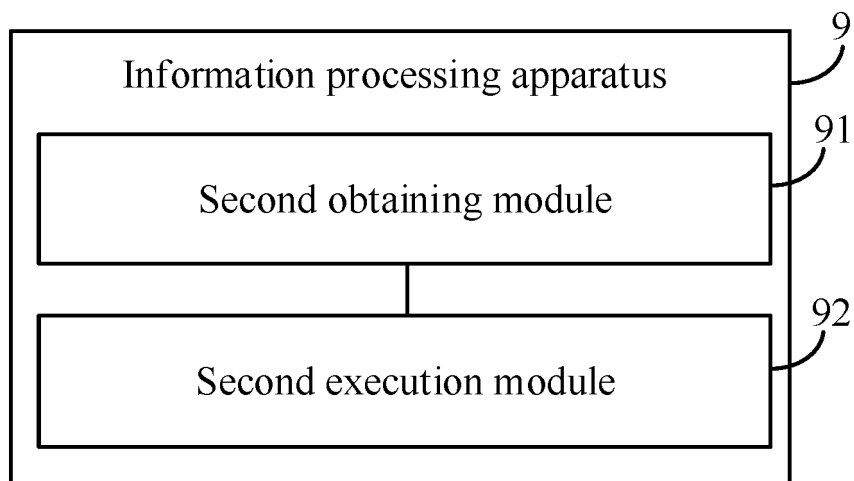 9
Information processing apparatus
91
Second obtaining module
92
Second execution module